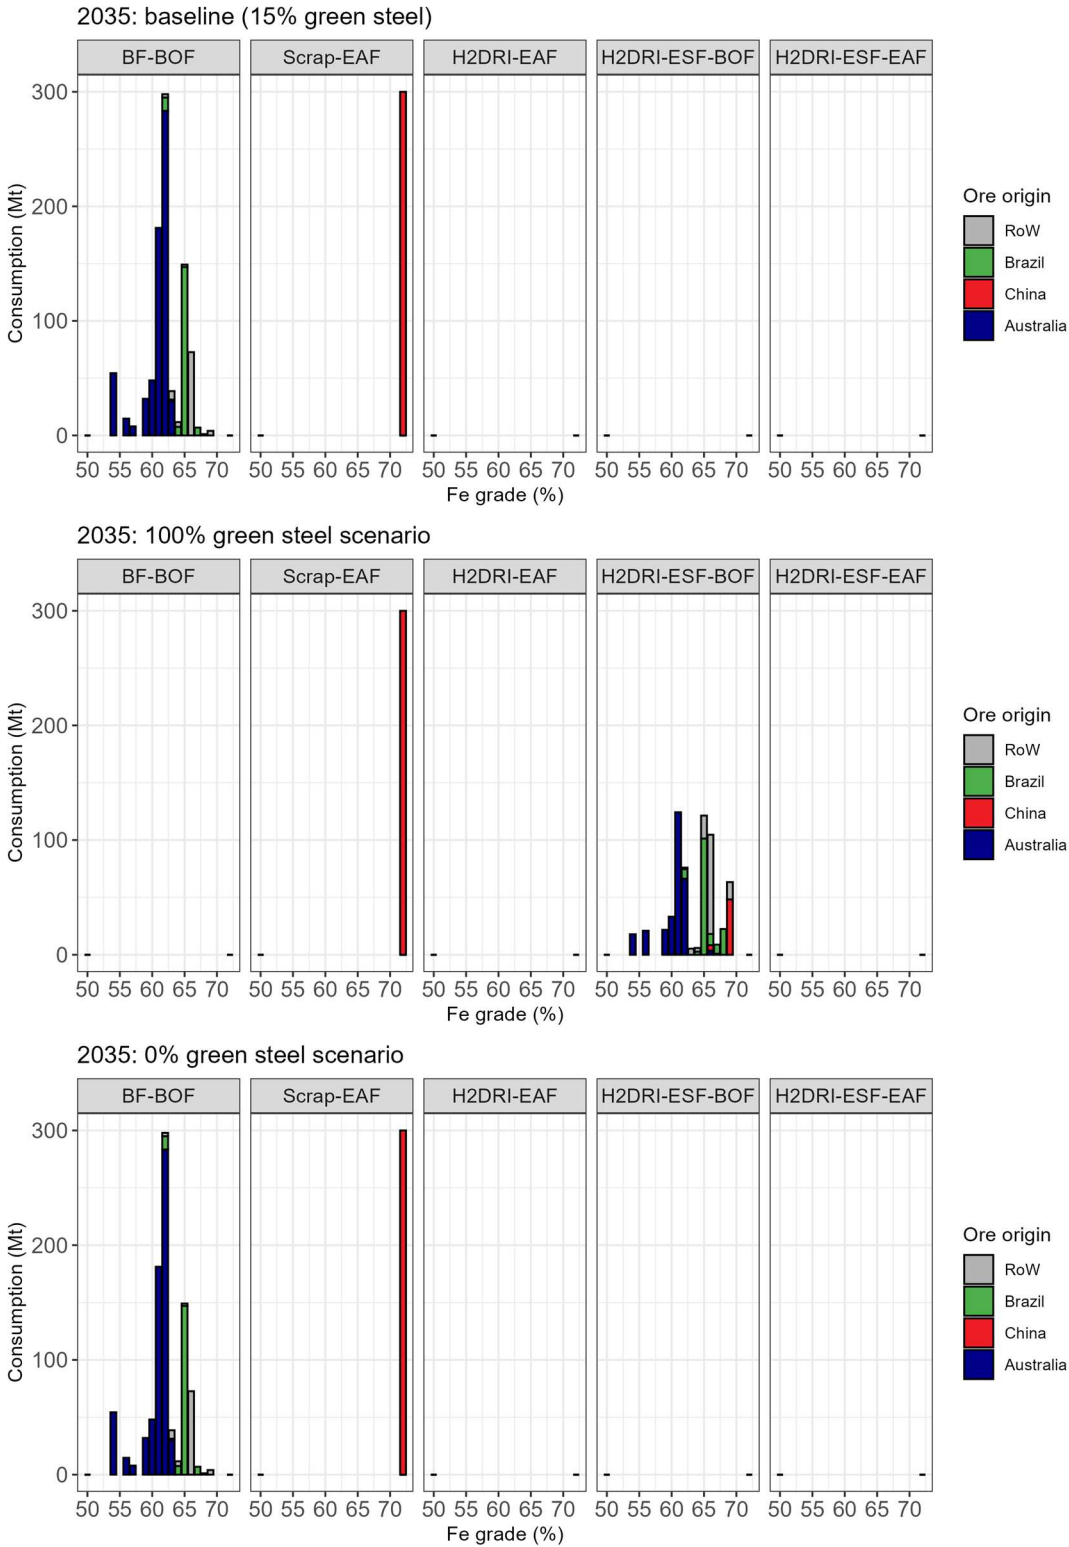 2035: baseline (15% green steel)
BF-BOF Scrap-EAF H2DRI-EAF H2DRI-ESF-BOF H2DRI-ESF-EAF
300
200
100
0
Consumption (Mt)
50 55 60 65 70 50 55 60 65 70 50 55 60 65 70 50 55 60 65 70 50 55 60 65 70
Fe grade (%)
Ore origin
RoW
Brazil
China
Australia
2035: 100% green steel scenario
BF-BOF Scrap-EAF H2DRI-EAF H2DRI-ESF-BOF H2DRI-ESF-EAF
300
200
100
0
Consumption (Mt)
50 55 60 65 70 50 55 60 65 70 50 55 60 65 70 50 55 60 65 70 50 55 60 65 70
Fe grade (%)
Ore origin
RoW
Brazil
China
Australia
2035: 0% green steel scenario
BF-BOF Scrap-EAF H2DRI-EAF H2DRI-ESF-BOF H2DRI-ESF-EAF
300
200
100
0
Consumption (Mt)
50 55 60 65 70 50 55 60 65 70 50 55 60 65 70 50 55 60 65 70 50 55 60 65 70
Fe grade (%)
Ore origin
RoW
Brazil
China
Australia